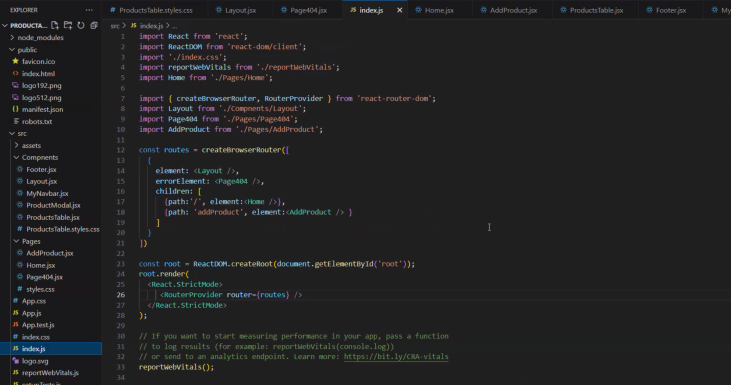 EXPLORER
ProductsTable.styles.css
Layout.jsx
Page404.jsx
index.js
Home.jsx
AddProduct.jsx
ProductsTable.jsx
Footer.jsx
My
PRODUCTA...
src > JS index.js > ...
node_modules
public
favicon.ico
index.html
logo192.png
logo512.png
manifest.json
robots.txt
src
assets
Compnents
Footer.jsx
Layout.jsx
MyNavbar.jsx
ProductModal.jsx
ProductsTable.jsx
ProductsTable.styles.css
Pages
AddProduct.jsx
Home.jsx
Page404.jsx
styles.css
App.css
JS App.js
JS App.test.js
index.css
JS index.js
logo.svg
JS reportWebVitals.js
1 import React from 'react';
2 import ReactDOM from 'react-dom/client';
3 import './index.css';
4 import reportWebVitals from './reportWebVitals';
5 import Home from './Pages/Home';
6
7 import { createBrowserRouter, RouterProvider } from 'react-router-dom';
8 import Layout from './Compnents/Layout';
9 import Page404 from './Pages/Page404';
10 import AddProduct from './Pages/AddProduct';
11
12 const routes = createBrowserRouter([
13 {
14 element: <Layout />,
15 errorElement: <Page404 />,
16 children: [
17 {path:'/', element:<Home />},
18 {path: 'addProduct', element:<AddProduct /> }
19 ]
20 }
21 ])
22
23 const root = ReactDOM.createRoot(document.getElementById('root'));
24 root.render(
25 <React.StrictMode>
26 <RouterProvider router={routes} />
27 </React.StrictMode>
28 );
29
30 // If you want to start measuring performance in your app, pass a function
31 // to log results (for example: reportWebVitals(console.log))
32 // or send to an analytics endpoint. Learn more: https://bit.ly/CRA-vitals
33 reportWebVitals();
34